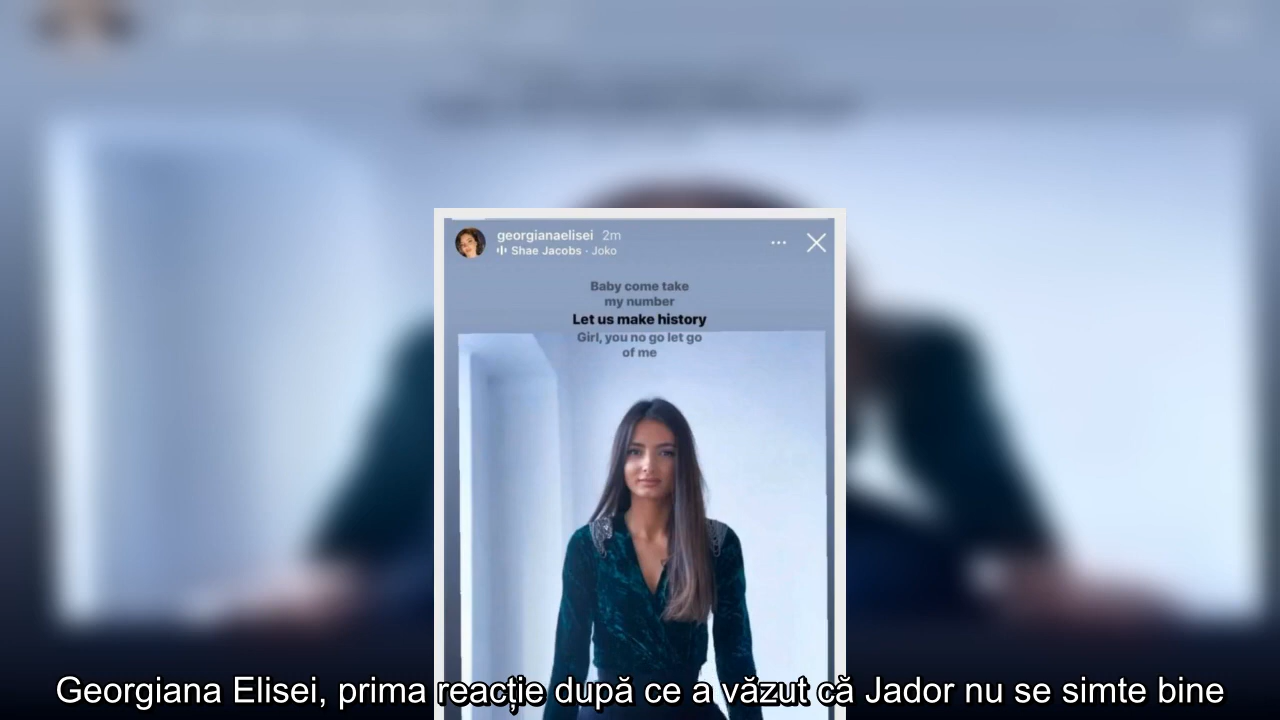 georgianaelisei 2m
Shae Jacobs · Joko
Baby come take
my number
Let us make history
Girl, you no go let go
of me
Georgiana Elisei, prima reacție după ce a văzut că Jador nu se simte bine